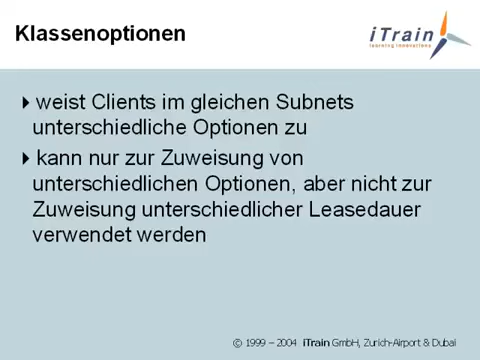 Klassenoptionen
iTrain
learning innovations
weist Clients im gleichen Subnets
unterschiedliche Optionen zu
kann nur zur Zuweisung von
unterschiedlichen Optionen, aber nicht zur
Zuweisung unterschiedlicher Leasedauer
verwendet werden
© 1999 – 2004 iTrain GmbH, Zurich-Airport & Dubai